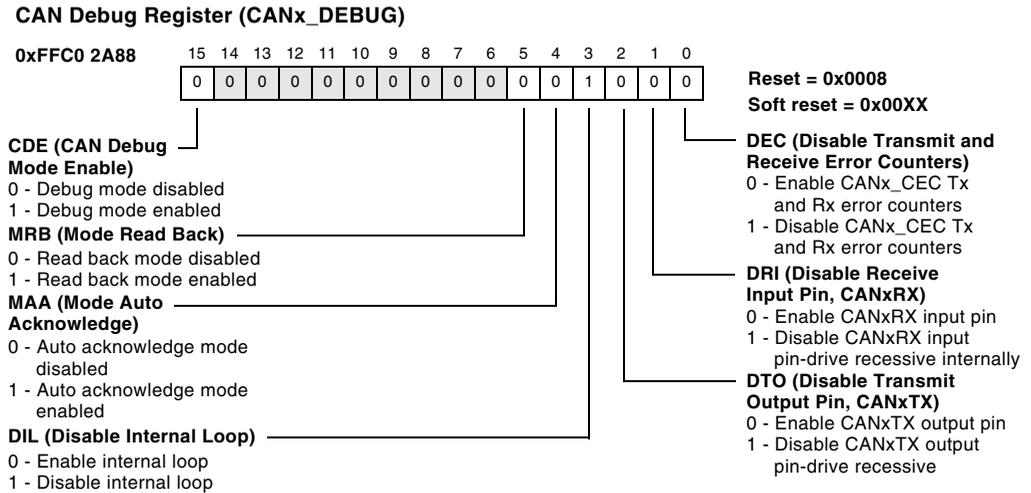 CAN Debug Register (CANx_DEBUG)
0xFFC0 2A88
15 14 13 12 11 10 9 8 7 6 5 4 3 2 1 0
0 0 0 0 0 0 0 0 0 0 0 0 1 0 0 0
Reset = 0x0008
Soft reset = 0x00XX
CDE (CAN Debug
Mode Enable)
0 - Debug mode disabled
1 - Debug mode enabled
MRB (Mode Read Back)
0 - Read back mode disabled
1 - Read back mode enabled
MAA (Mode Auto
Acknowledge)
0 - Auto acknowledge mode
disabled
1 - Auto acknowledge mode
enabled
DIL (Disable Internal Loop)
0 - Enable internal loop
1 - Disable internal loop
DEC (Disable Transmit and
Receive Error Counters)
0 - Enable CANx_CEC Tx
and Rx error counters
1 - Disable CANx_CEC Tx
and Rx error counters
DRI (Disable Receive
Input Pin, CANxRX)
0 - Enable CANxRX input pin
1 - Disable CANxRX input
pin-drive recessive internally
DTO (Disable Transmit
Output Pin, CANxTX)
0 - Enable CANxTX output pin
1 - Disable CANxTX output
pin-drive recessive